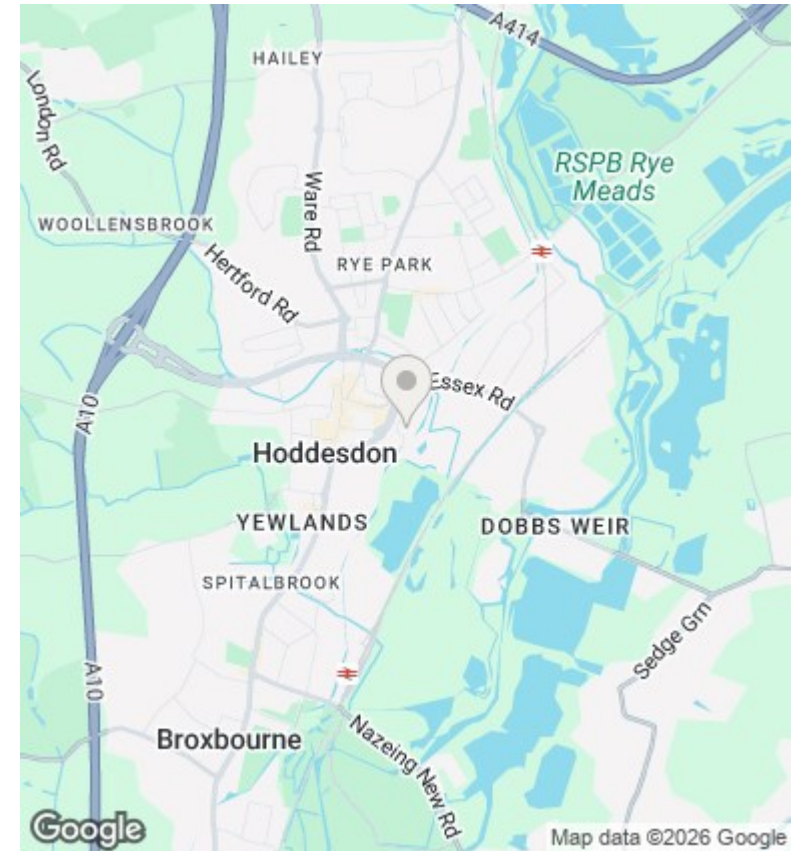 A414
HAILEY
London Rd
RSPB Rye
Meads
Ware Rd
WOOLLENSBROOK
RYE PARK
Hertford Rd
Essex Rd
A10
Hoddesdon
YEWLANDS
DOBBS WEIR
SPITALBROOK
Sedge Grn
A10
Broxbourne
Nazeing New Rd
Google
Map data ©2026 Google